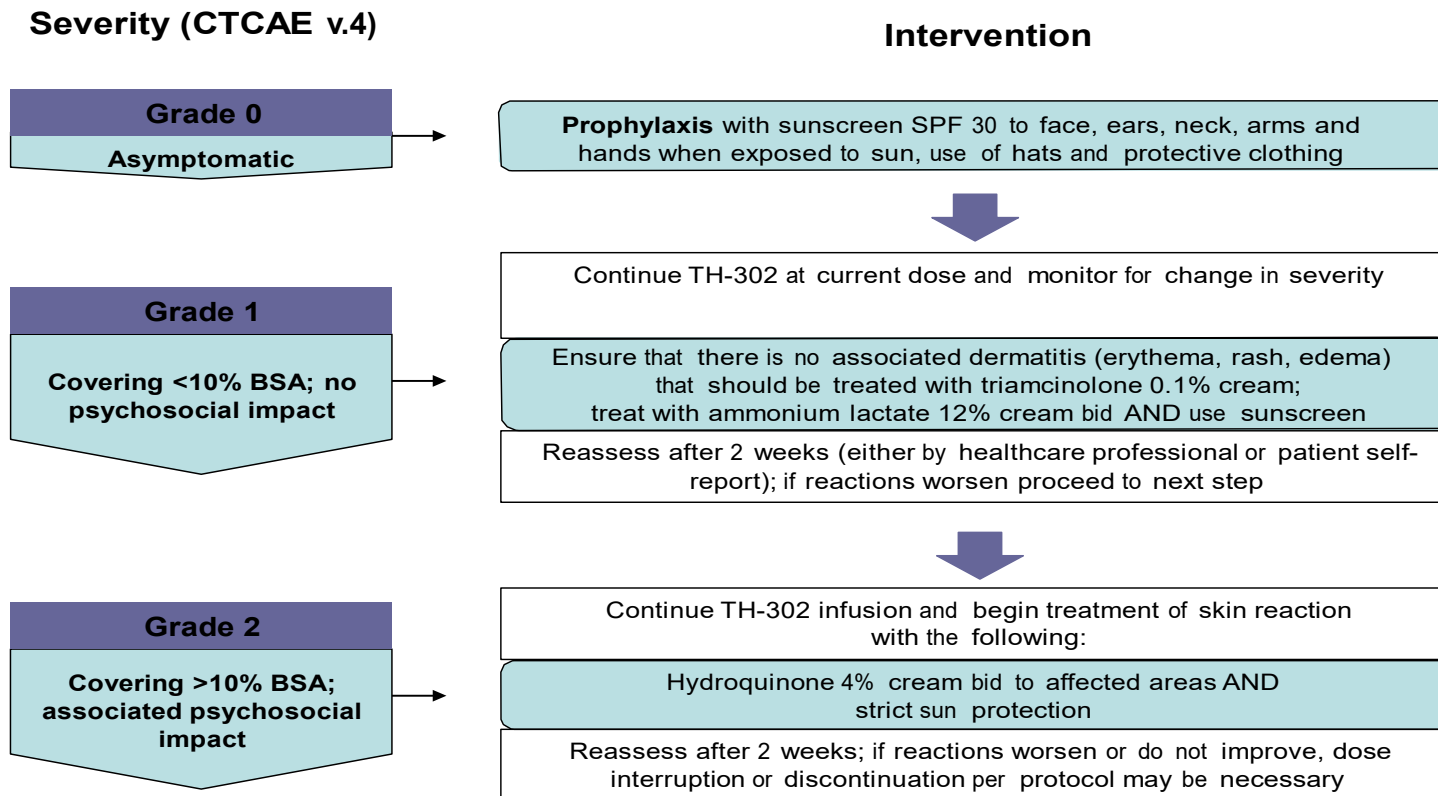 Severity (CTCAE v.4)
Intervention
Grade 0
Asymptomatic
Prophylaxis with sunscreen SPF 30 to face, ears, neck, arms and
hands when exposed to sun, use of hats and protective clothing
Grade 1
Covering <10% BSA; no
psychosocial impact
Continue TH-302 at current dose and monitor for change in severity
Ensure that there is no associated dermatitis (erythema, rash, edema)
that should be treated with triamcinolone 0.1% cream;
treat with ammonium lactate 12% cream bid AND use sunscreen
Reassess after 2 weeks (either by healthcare professional or patient self-
report); if reactions worsen proceed to next step
Grade 2
Covering >10% BSA;
associated psychosocial
impact
Continue TH-302 infusion and begin treatment of skin reaction
with the following:
Hydroquinone 4% cream bid to affected areas AND
strict sun protection
Reassess after 2 weeks; if reactions worsen or do not improve, dose
interruption or discontinuation per protocol may be necessary